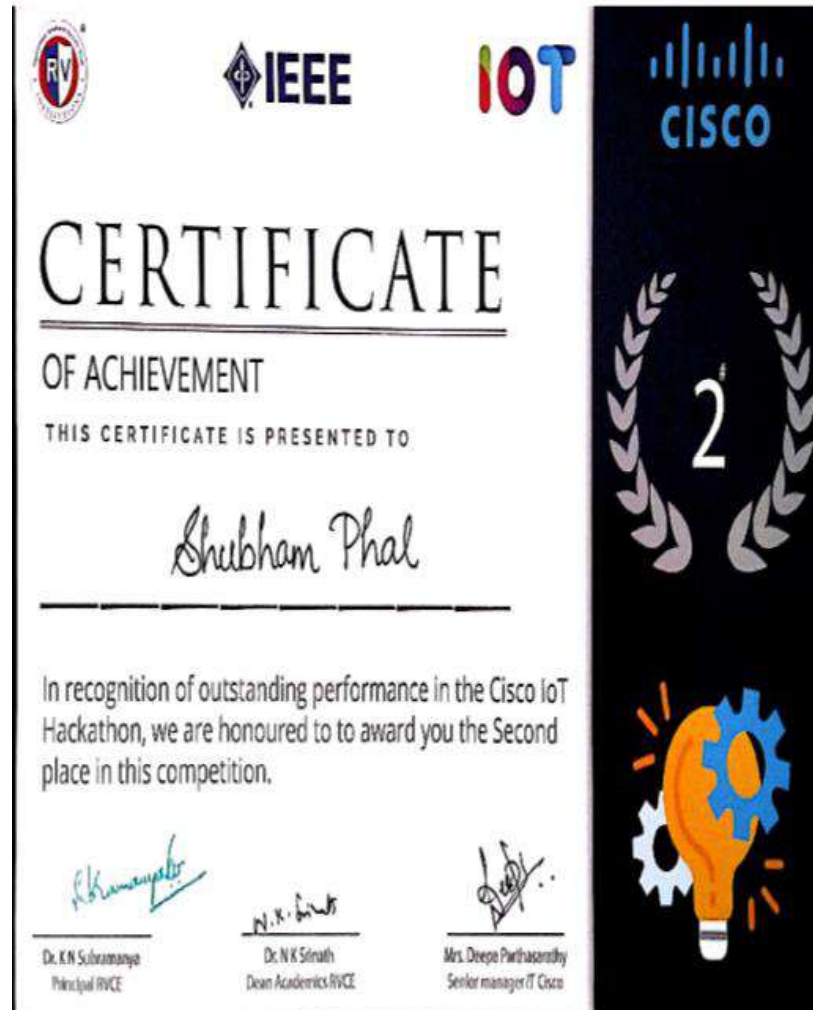 RV
IEEE
IOT
CISCO
CERTIFICATE
OF ACHIEVEMENT
THIS CERTIFICATE IS PRESENTED TO
Shubham Phal
2
In recognition of outstanding performance in the Cisco IoT
Hackathon, we are honoured to to award you the Second
place in this competition.
N.K. Srinath
Dr. K N Subramanya
Principal RVCE
Dr. N K Srinath
Dean Academics RVCE
Mrs. Deepa Parthasarathy
Senior manager IT Cisco